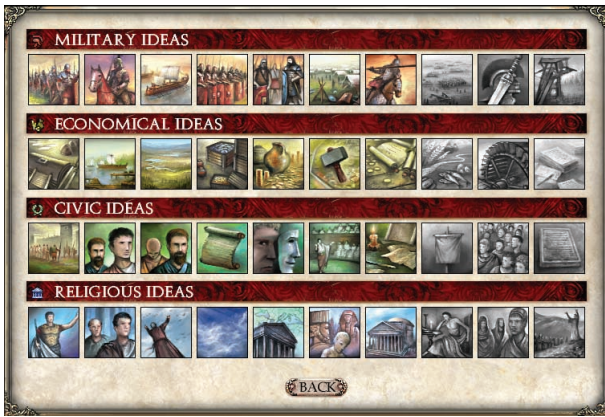 MILITARY IDEAS
ECONOMICAL IDEAS
CIVIC IDEAS
RELIGIOUS IDEAS
BACK